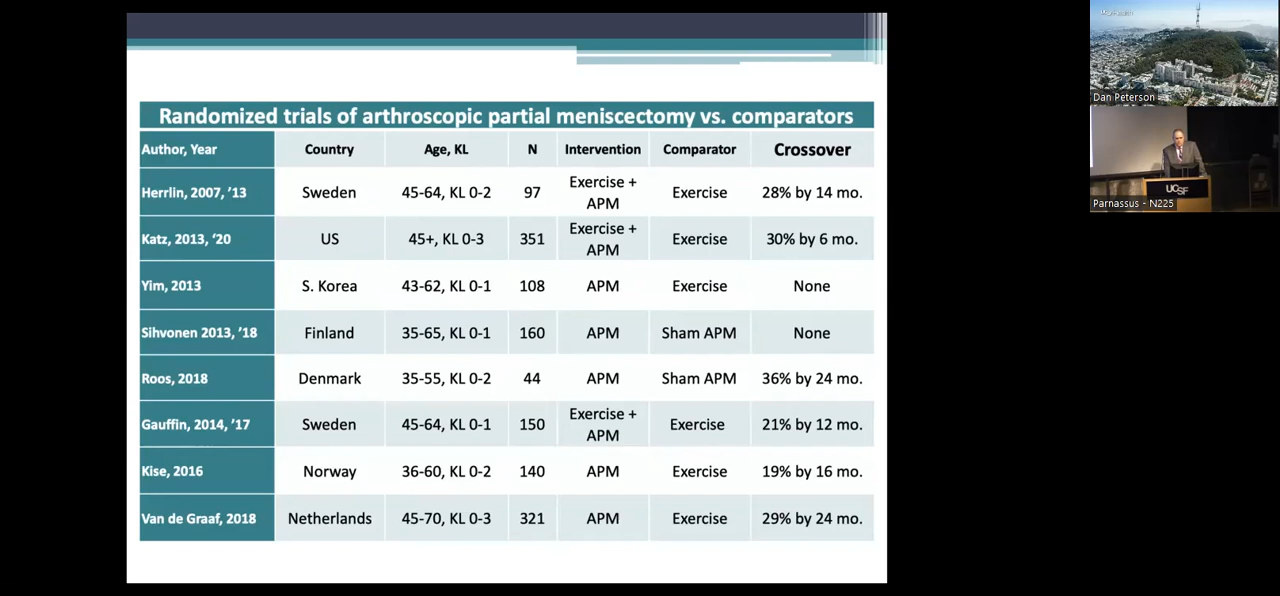 Randomized trials of arthroscopic partial meniscectomy vs. comparators
Author, Year Country Age, KL N Intervention Comparator Crossover
Herrlin, 2007, '13 Sweden 45-64, KL 0-2 97 Exercise + APM Exercise 28% by 14 mo.
Katz, 2013, '20 US 45+, KL 0-3 351 Exercise + APM Exercise 30% by 6 mo.
Yim, 2013 S. Korea 43-62, KL 0-1 108 APM Exercise None
Sihvonen 2013, '18 Finland 35-65, KL 0-1 160 APM Sham APM None
Roos, 2018 Denmark 35-55, KL 0-2 44 APM Sham APM 36% by 24 mo.
Gauffin, 2014, '17 Sweden 45-64, KL 0-1 150 Exercise + APM Exercise 21% by 12 mo.
Kise, 2016 Norway 36-60, KL 0-2 140 APM Exercise 19% by 16 mo.
Van de Graaf, 2018 Netherlands 45-70, KL 0-3 321 APM Exercise 29% by 24 mo.
Dan Peterson
UCSF
Parnassus - N225